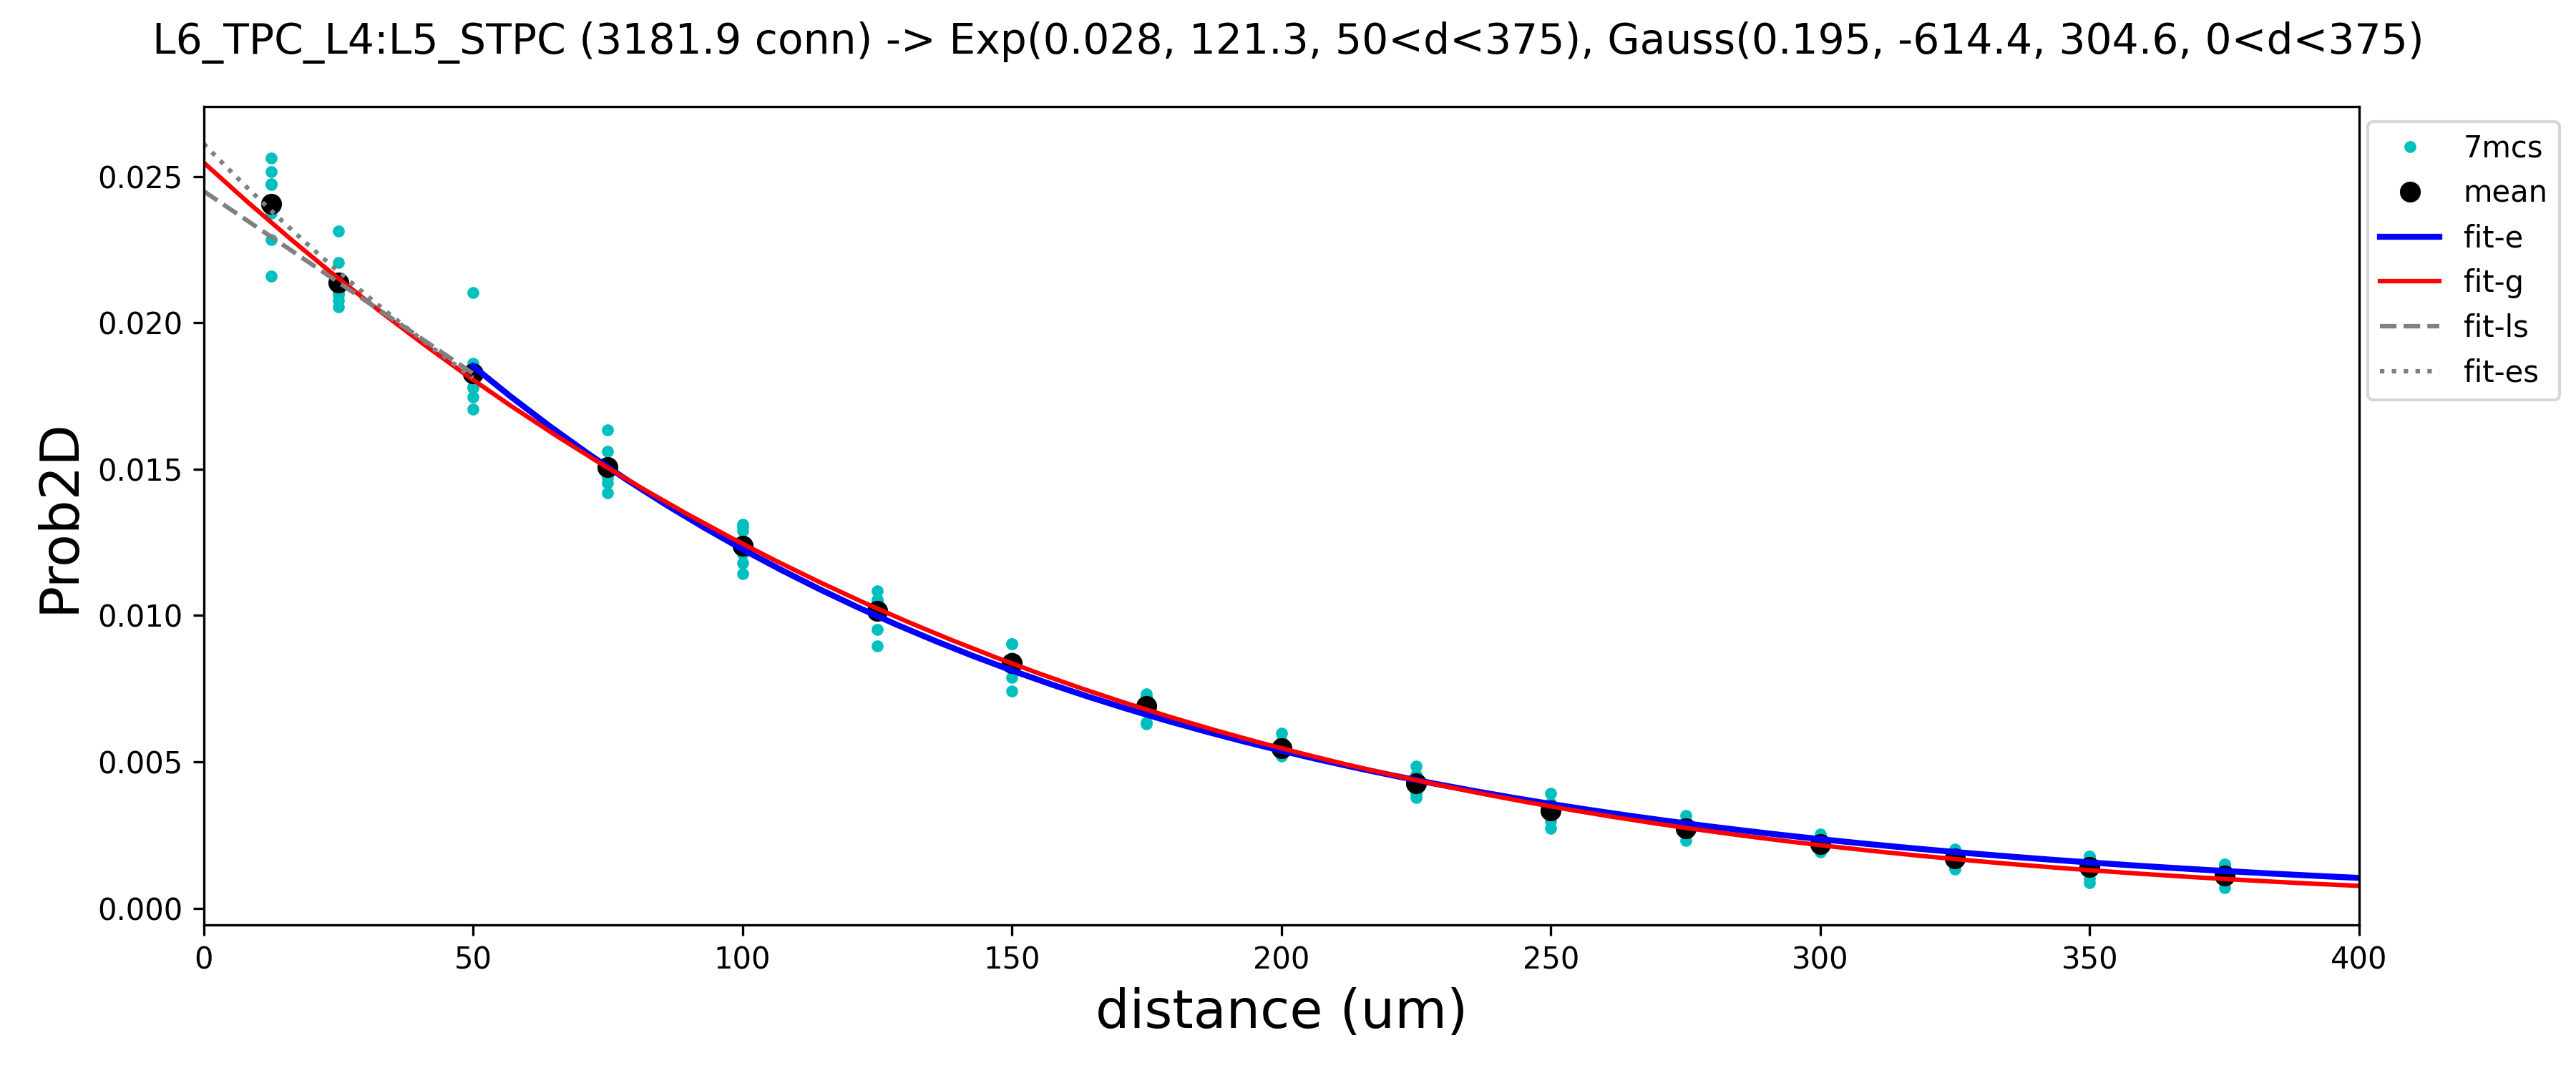 L6_TPC_L4:L5_STPC (3181.9 conn) -> Exp(0.028, 121.3, 50<d<375), Gauss(0.195, -614.4, 304.6, 0<d<375)
Prob2D
0.025
0.020
0.015
0.010
0.005
0.000
0 50 100 150 200 250 300 350 400
distance (um)
7mcs
mean
fit-e
fit-g
fit-ls
fit-es